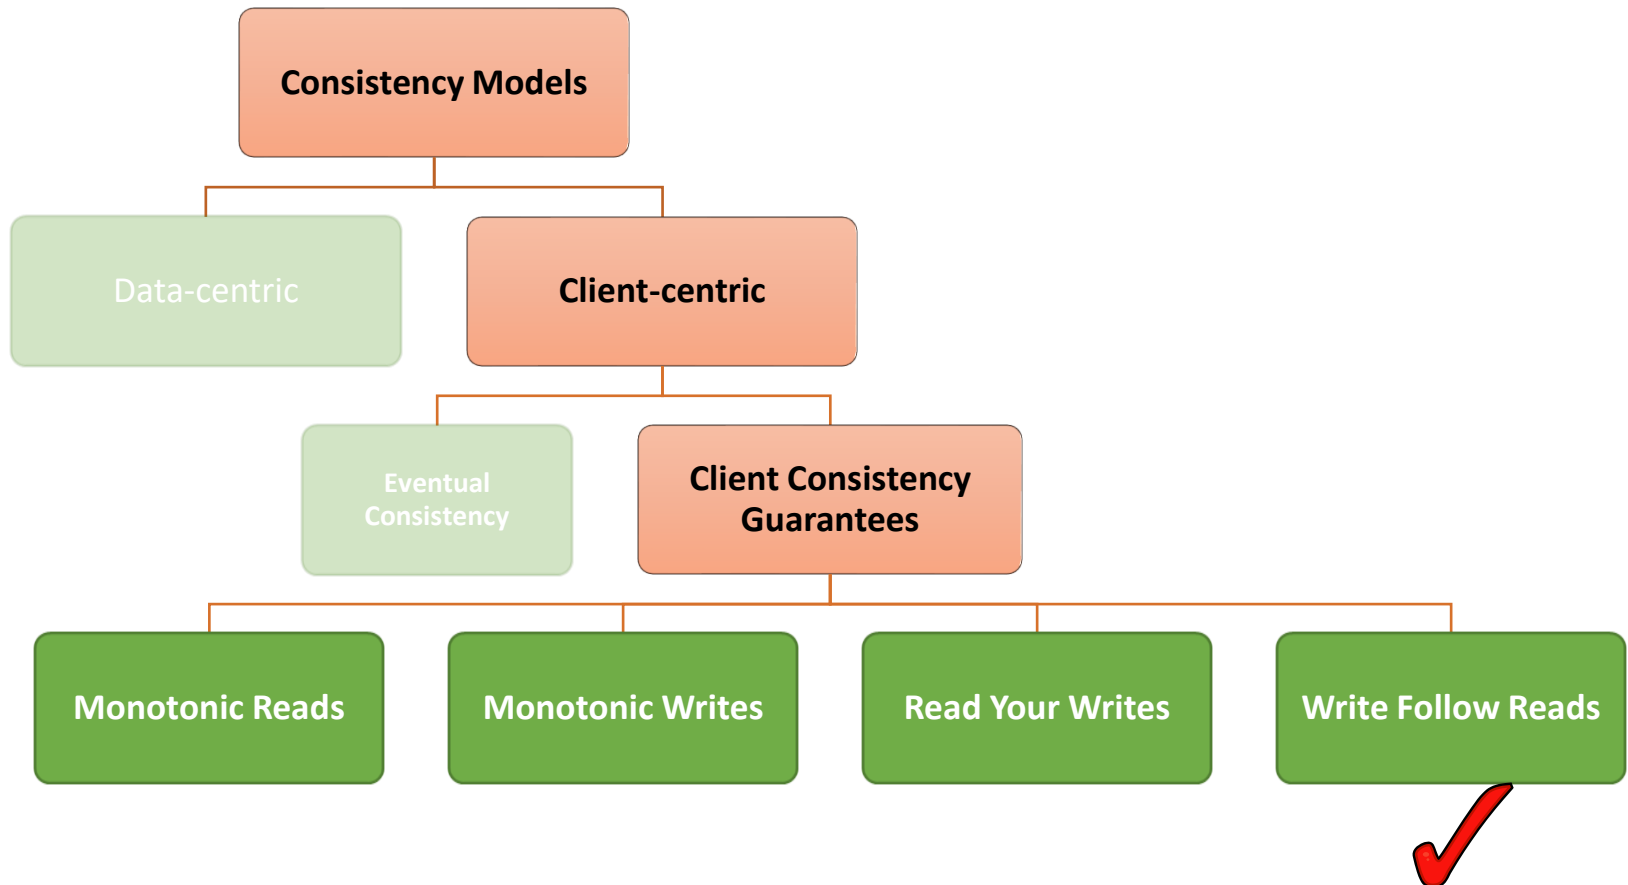 Consistency Models
Data-centric
Client-centric
Eventual
Consistency
Client Consistency
Guarantees
Monotonic Reads
Monotonic Writes
Read Your Writes
Write Follow Reads